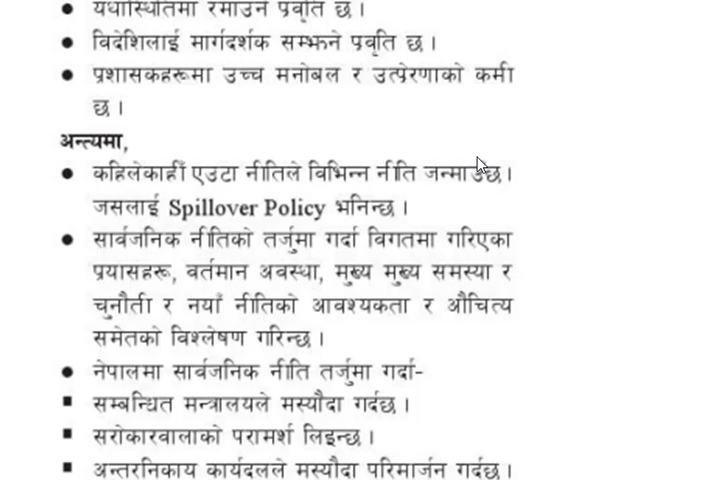 ● यथास्थितिमा रमाउने प्रवृति छ ।
● विदेशिलाई मार्गदर्शक सम्झने प्रवृति छ ।
● प्रशासकहरूमा उच्च मनोबल र उत्प्रेरणाको कमी
छ ।
अन्त्यमा,
● कहिलेकाहीँ एउटा नीतिले विभिन्न नीति जन्माउँछ ।
जसलाई Spillover Policy भनिन्छ ।
● सार्वजनिक नीतिको तर्जुमा गर्दा विगतमा गरिएका
प्रयासहरू, वर्तमान अवस्था, मुख्य मुख्य समस्या र
चुनौती र नयाँ नीतिको आवश्यकता र औचित्य
समेतको विश्लेषण गरिन्छ ।
● नेपालमा सार्वजनिक नीति तर्जुमा गर्दा-
▪ सम्बन्धित मन्त्रालयले मस्यौदा गर्दछ ।
▪ सरोकारवालाको परामर्श लिइन्छ ।
▪ अन्तरनिकाय कार्यदलले मस्यौदा परिमार्जन गर्दछ ।